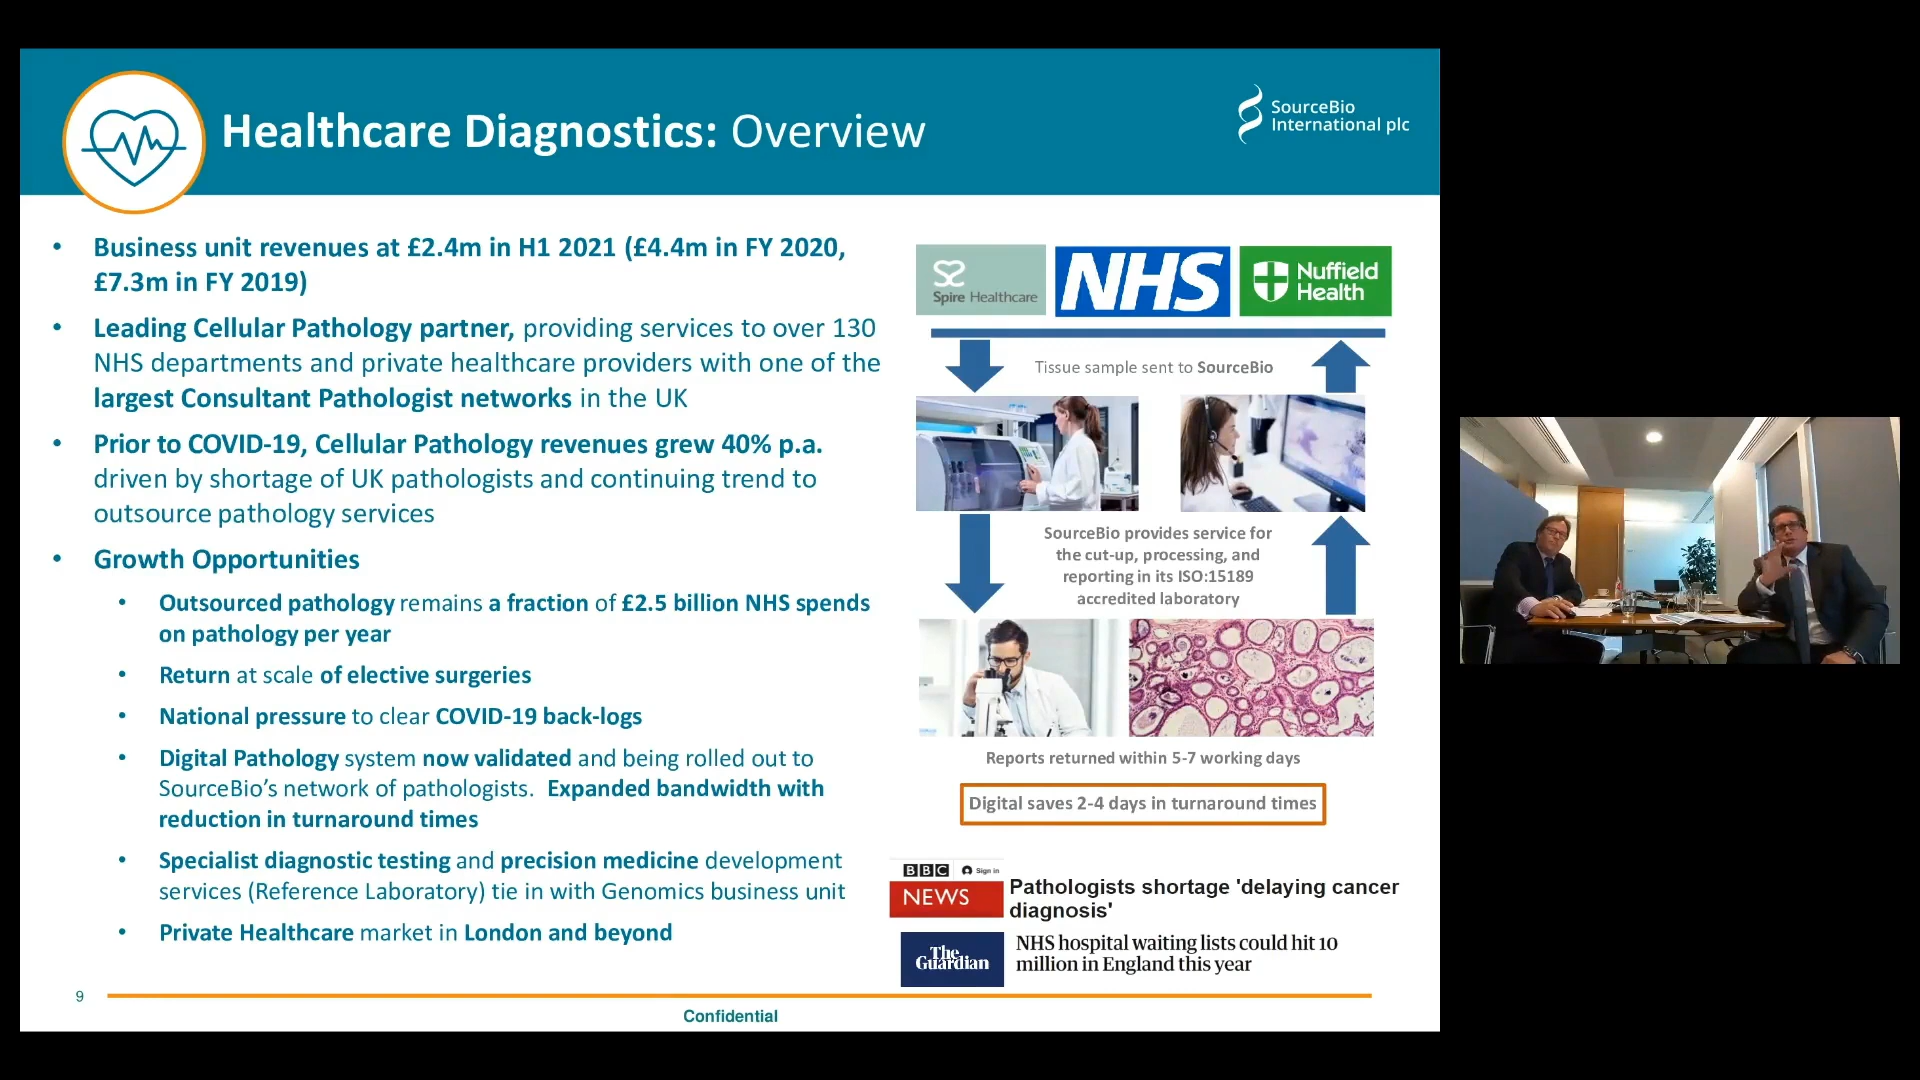 Healthcare Diagnostics: Overview
SourceBio
International plc
• Business unit revenues at £2.4m in H1 2021 (£4.4m in FY 2020,
£7.3m in FY 2019)
• Leading Cellular Pathology partner, providing services to over 130
NHS departments and private healthcare providers with one of the
largest Consultant Pathologist networks in the UK
• Prior to COVID-19, Cellular Pathology revenues grew 40% p.a.
driven by shortage of UK pathologists and continuing trend to
outsource pathology services
• Growth Opportunities
• Outsourced pathology remains a fraction of £2.5 billion NHS spends
on pathology per year
• Return at scale of elective surgeries
• National pressure to clear COVID-19 back-logs
• Digital Pathology system now validated and being rolled out to
SourceBio’s network of pathologists. Expanded bandwidth with
reduction in turnaround times
• Specialist diagnostic testing and precision medicine development
services (Reference Laboratory) tie in with Genomics business unit
• Private Healthcare market in London and beyond
Spire Healthcare
NHS
Nuffield
Health
Tissue sample sent to SourceBio
SourceBio provides service for
the cut-up, processing, and
reporting in its ISO:15189
accredited laboratory
Reports returned within 5-7 working days
Digital saves 2-4 days in turnaround times
BBC Sign in
NEWS
Pathologists shortage 'delaying cancer
diagnosis'
The
Guardian
NHS hospital waiting lists could hit 10
million in England this year
9
Confidential